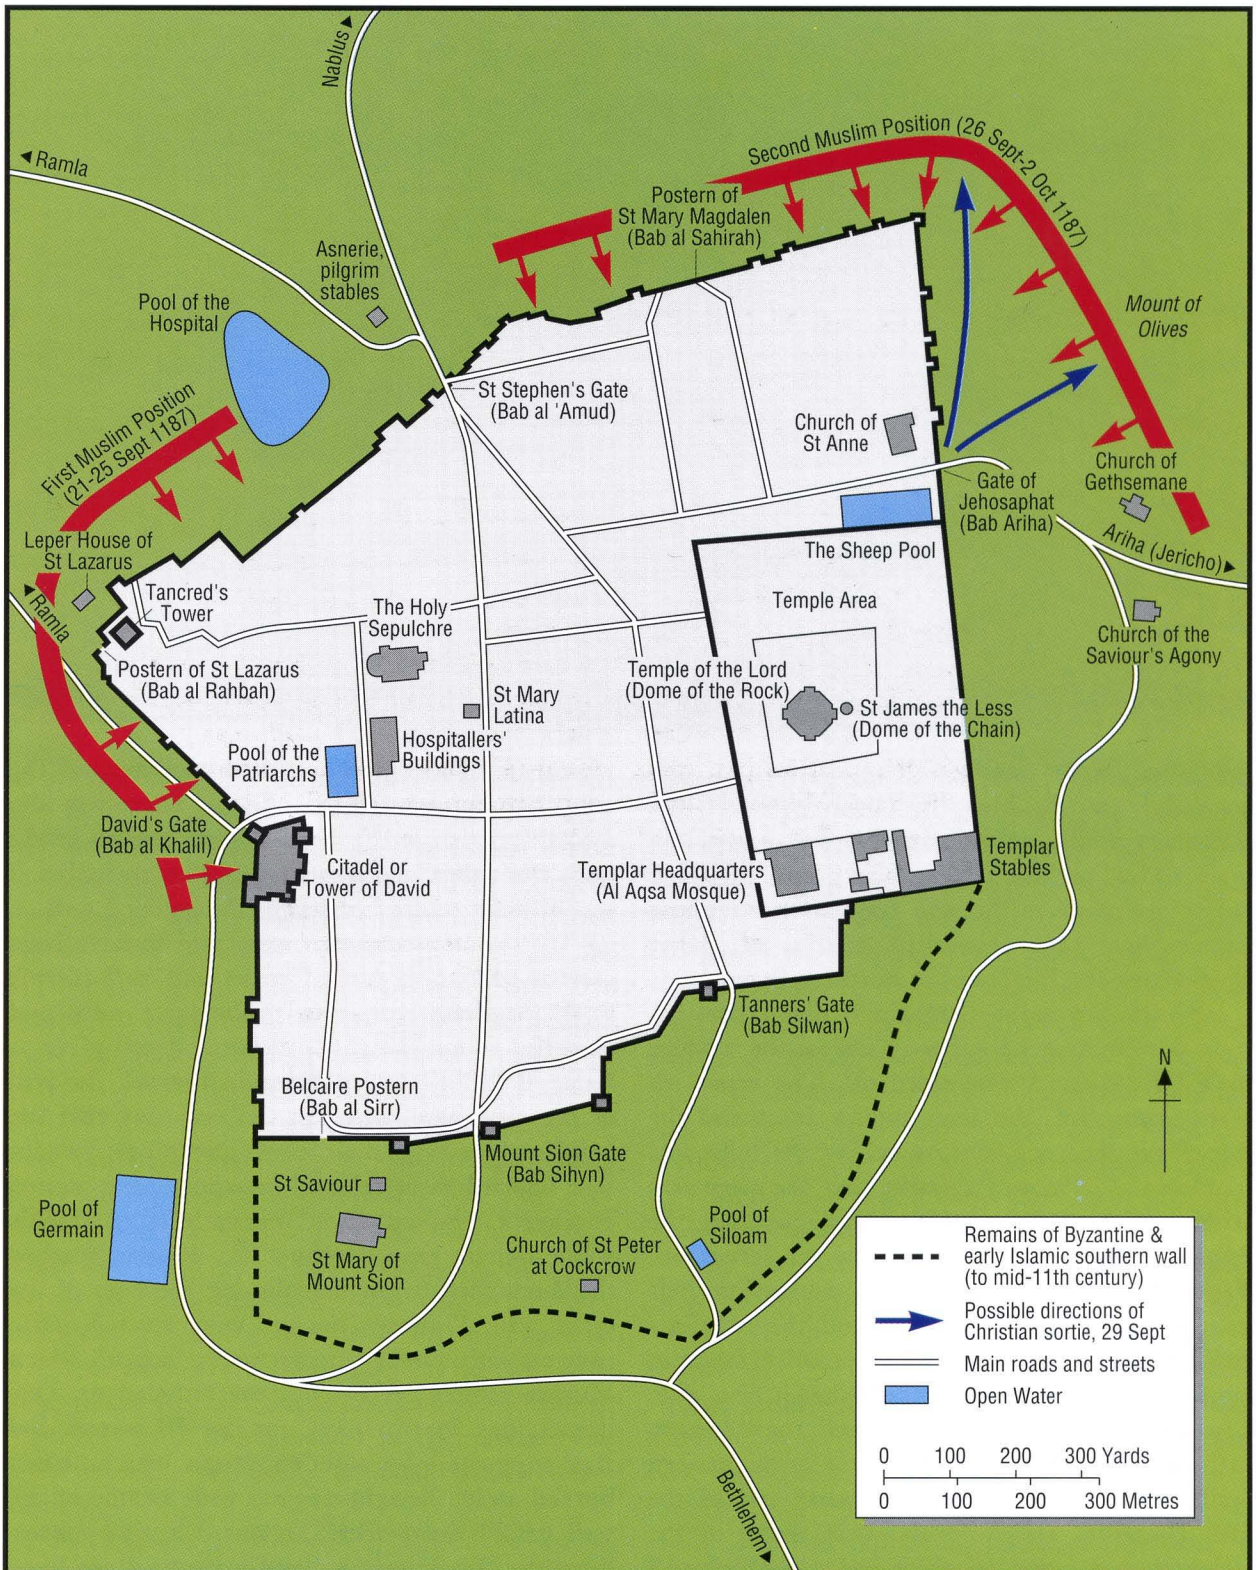 Nablus
Ramla
Second Muslim Position (26 Sept-2 Oct 1187)
Postern of
St Mary Magdalen
(Bab al Sahirah)
Asnerie,
pilgrim
stables
Pool of the
Hospital
Mount of
Olives
St Stephen's Gate
(Bab al 'Amud)
First Muslim Position
(21-25 Sept 1187)
Church of
St Anne
Church of
Gethsemane
Gate of
Jehosaphat
(Bab Ariha)
Ariha (Jericho)
Leper House of
St Lazarus
The Sheep Pool
Ramla
Tancred's
Tower
The Holy
Sepulchre
Temple Area
Church of the
Saviour's Agony
Postern of St Lazarus
(Bab al Rahbah)
Temple of the Lord
(Dome of the Rock)
St Mary
Latina
St James the Less
(Dome of the Chain)
Pool of the
Patriarchs
Hospitallers'
Buildings
David's Gate
(Bab al Khalil)
Citadel or
Tower of David
Templar Headquarters
(Al Aqsa Mosque)
Templar
Stables
Tanners' Gate
(Bab Silwan)
N
Belcaire Postern
(Bab al Sirr)
Mount Sion Gate
(Bab Sihyn)
St Saviour
Pool of
Germain
St Mary of
Mount Sion
Church of St Peter
at Cockcrow
Pool of
Siloam
Bethlehem
Remains of Byzantine &
early Islamic southern wall
(to mid-11th century)
Possible directions of
Christian sortie, 29 Sept
Main roads and streets
Open Water
0 100 200 300 Yards
0 100 200 300 Metres